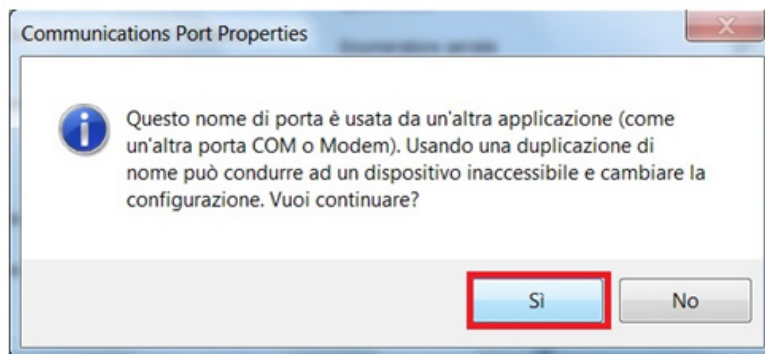 Communications Port Properties
Questo nome di porta è usata da un'altra applicazione (come
un'altra porta COM o Modem). Usando una duplicazione di
nome può condurre ad un dispositivo inaccessibile e cambiare la
configurazione. Vuoi continuare?
Sì
No